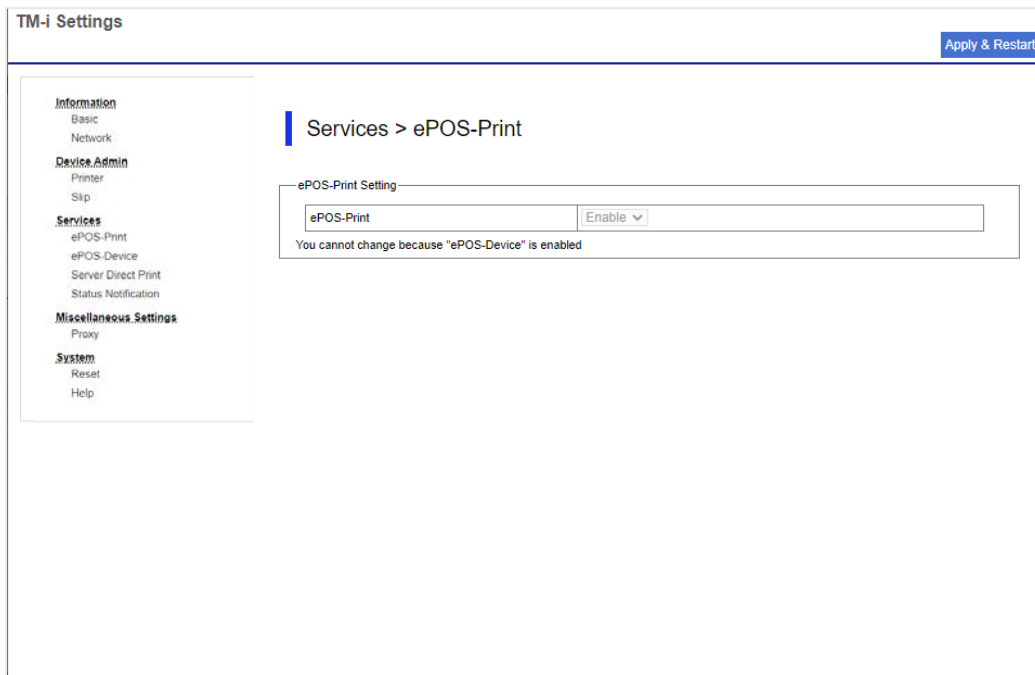 TM-i Settings
Apply & Restart
Information
Basic
Network
Device Admin
Printer
Slip
Services
ePOS-Print
ePOS-Device
Server Direct Print
Status Notification
Miscellaneous Settings
Proxy
System
Reset
Help
Services > ePOS-Print
ePOS-Print Setting
ePOS-Print Enable
You cannot change because "ePOS-Device" is enabled